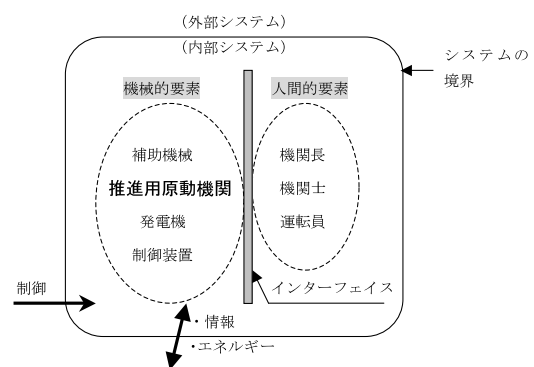 (外部システム)
(内部システム)
システムの
境界
機械的要素
人間的要素
補助機械
推進用原動機関
発電機
制御装置
機関長
機関士
運転員
制御
インターフェイス
・情報
・エネルギー